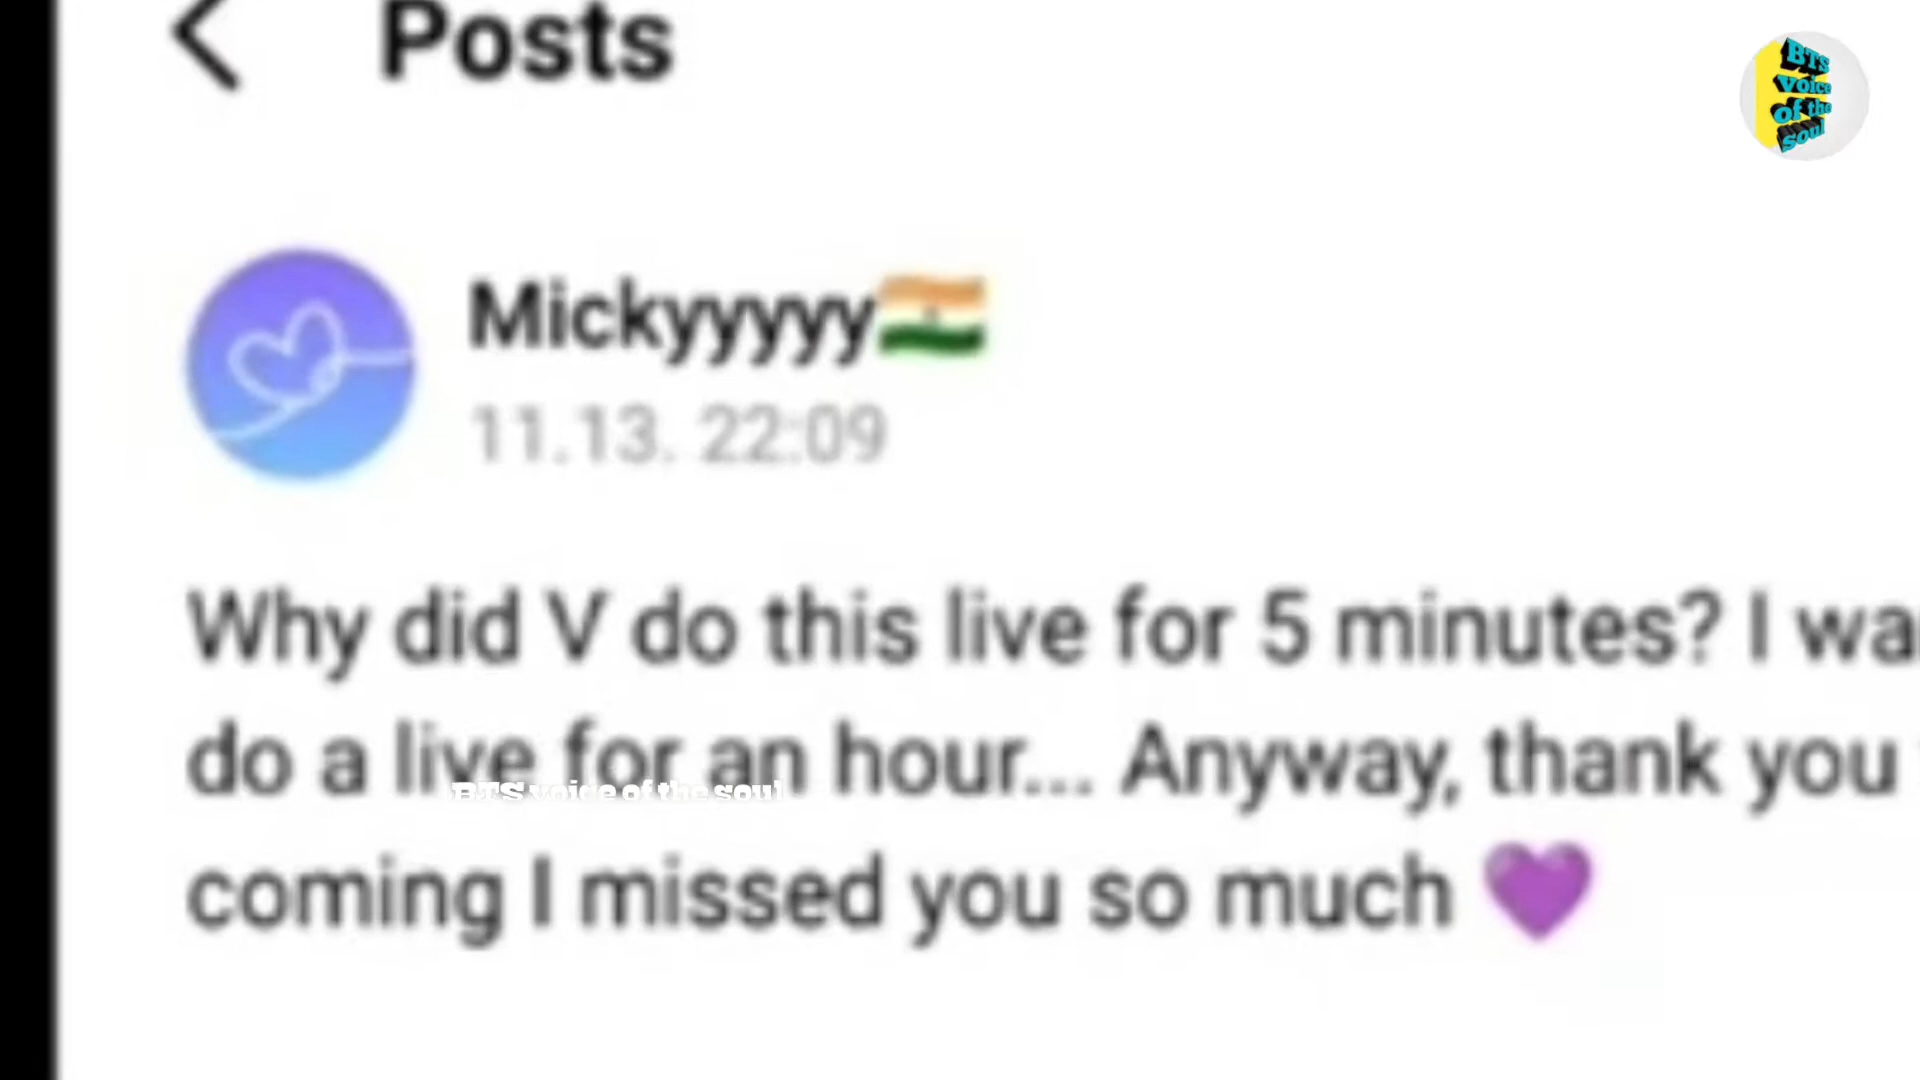 Posts
BTS
voice
of the
soul
Mickyyyyy🇮🇳
11.13. 22:09
Why did V do this live for 5 minutes? I
do a live for an hour... Anyway, thank you
BTS voice of the soul
coming I missed you so much 💜